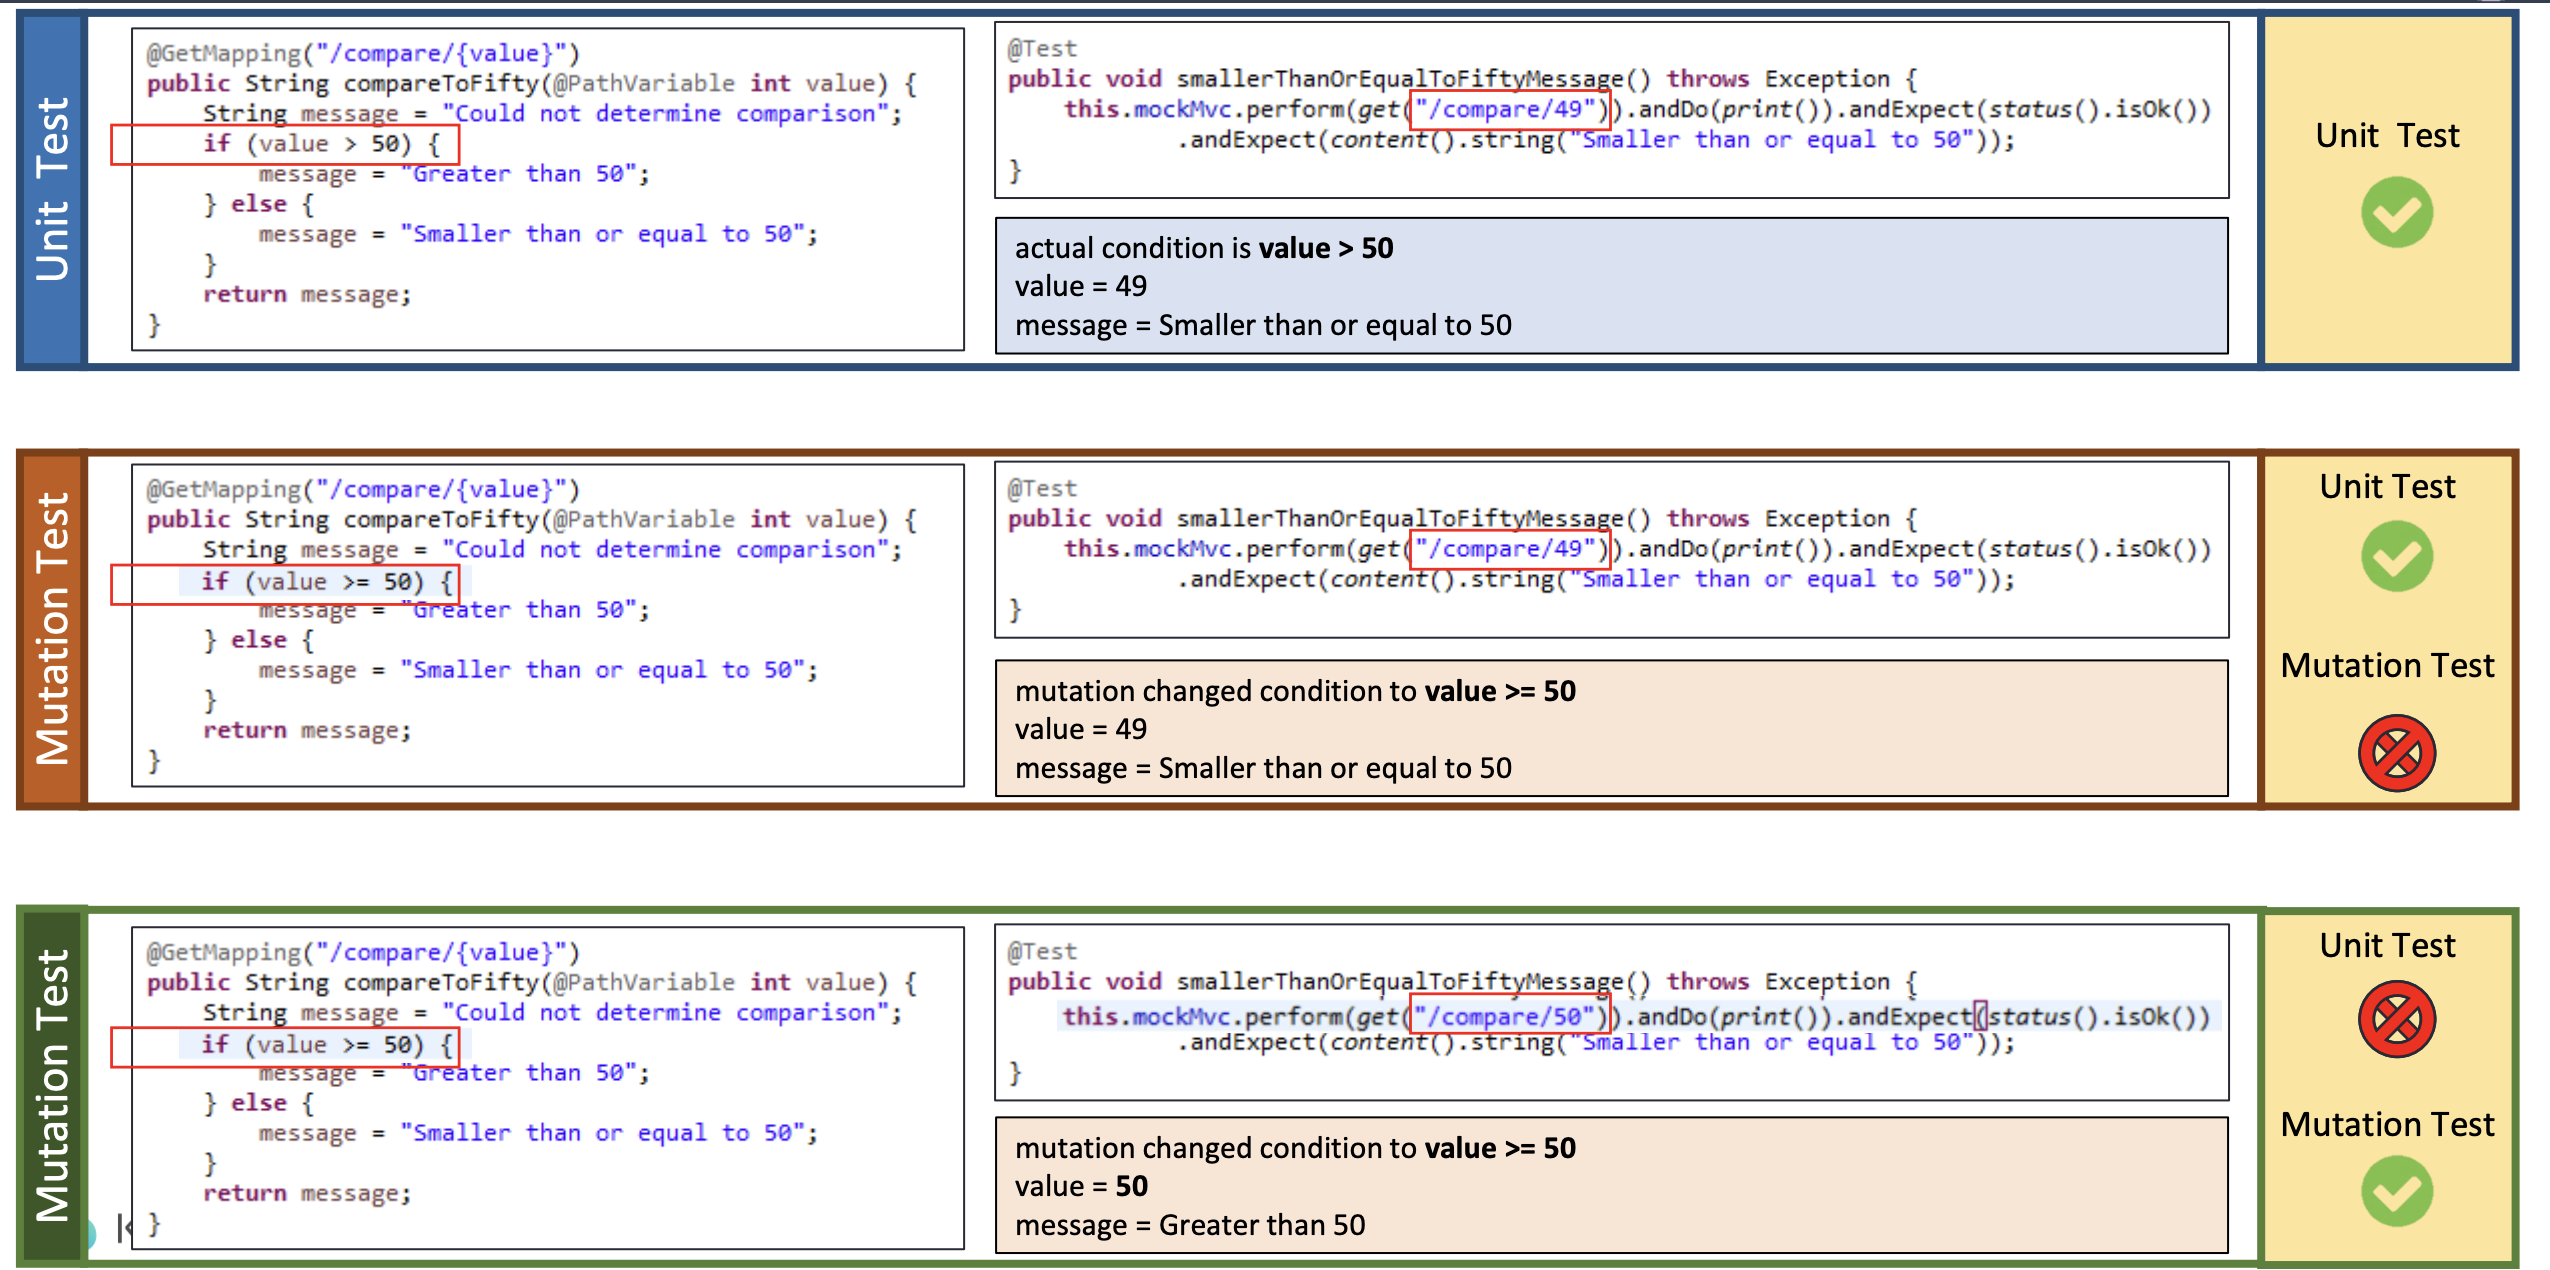 Unit Test
@GetMapping("/compare/{value}")
public String compareToFifty(@PathVariable int value) {
String message = "Could not determine comparison";
if (value > 50) {
message = "Greater than 50";
} else {
message = "Smaller than or equal to 50";
}
return message;
}
@Test
public void smallerThanOrEqualToFiftyMessage() throws Exception {
this.mockMvc.perform(get("/compare/49")).andDo(print()).andExpect(status().isOk())
.andExpect(content().string("Smaller than or equal to 50"));
}
actual condition is value > 50
value = 49
message = Smaller than or equal to 50
Unit Test
Mutation Test
@GetMapping("/compare/{value}")
public String compareToFifty(@PathVariable int value) {
String message = "Could not determine comparison";
if (value >= 50) {
message = "Greater than 50";
} else {
message = "Smaller than or equal to 50";
}
return message;
}
@Test
public void smallerThanOrEqualToFiftyMessage() throws Exception {
this.mockMvc.perform(get("/compare/49")).andDo(print()).andExpect(status().isOk())
.andExpect(content().string("Smaller than or equal to 50"));
}
mutation changed condition to value >= 50
value = 49
message = Smaller than or equal to 50
Unit Test
Mutation Test
Mutation Test
@GetMapping("/compare/{value}")
public String compareToFifty(@PathVariable int value) {
String message = "Could not determine comparison";
if (value >= 50) {
message = "Greater than 50";
} else {
message = "Smaller than or equal to 50";
}
return message;
}
@Test
public void smallerThanOrEqualToFiftyMessage() throws Exception {
this.mockMvc.perform(get("/compare/50")).andDo(print()).andExpect(status().isOk())
.andExpect(content().string("Smaller than or equal to 50"));
}
mutation changed condition to value >= 50
value = 50
message = Greater than 50
Unit Test
Mutation Test